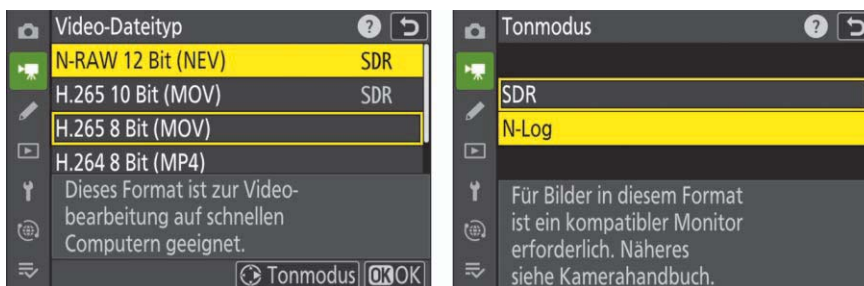 Video-Dateityp
N-RAW 12 Bit (NEV) SDR
H.265 10 Bit (MOV) SDR
H.265 8 Bit (MOV)
H.264 8 Bit (MP4)
Dieses Format ist zur Video-
bearbeitung auf schnellen
Computern geeignet.
Tonmodus OK OK
Tonmodus
SDR
N-Log
Für Bilder in diesem Format
ist ein kompatibler Monitor
erforderlich. Näheres
siehe Kamerahandbuch.